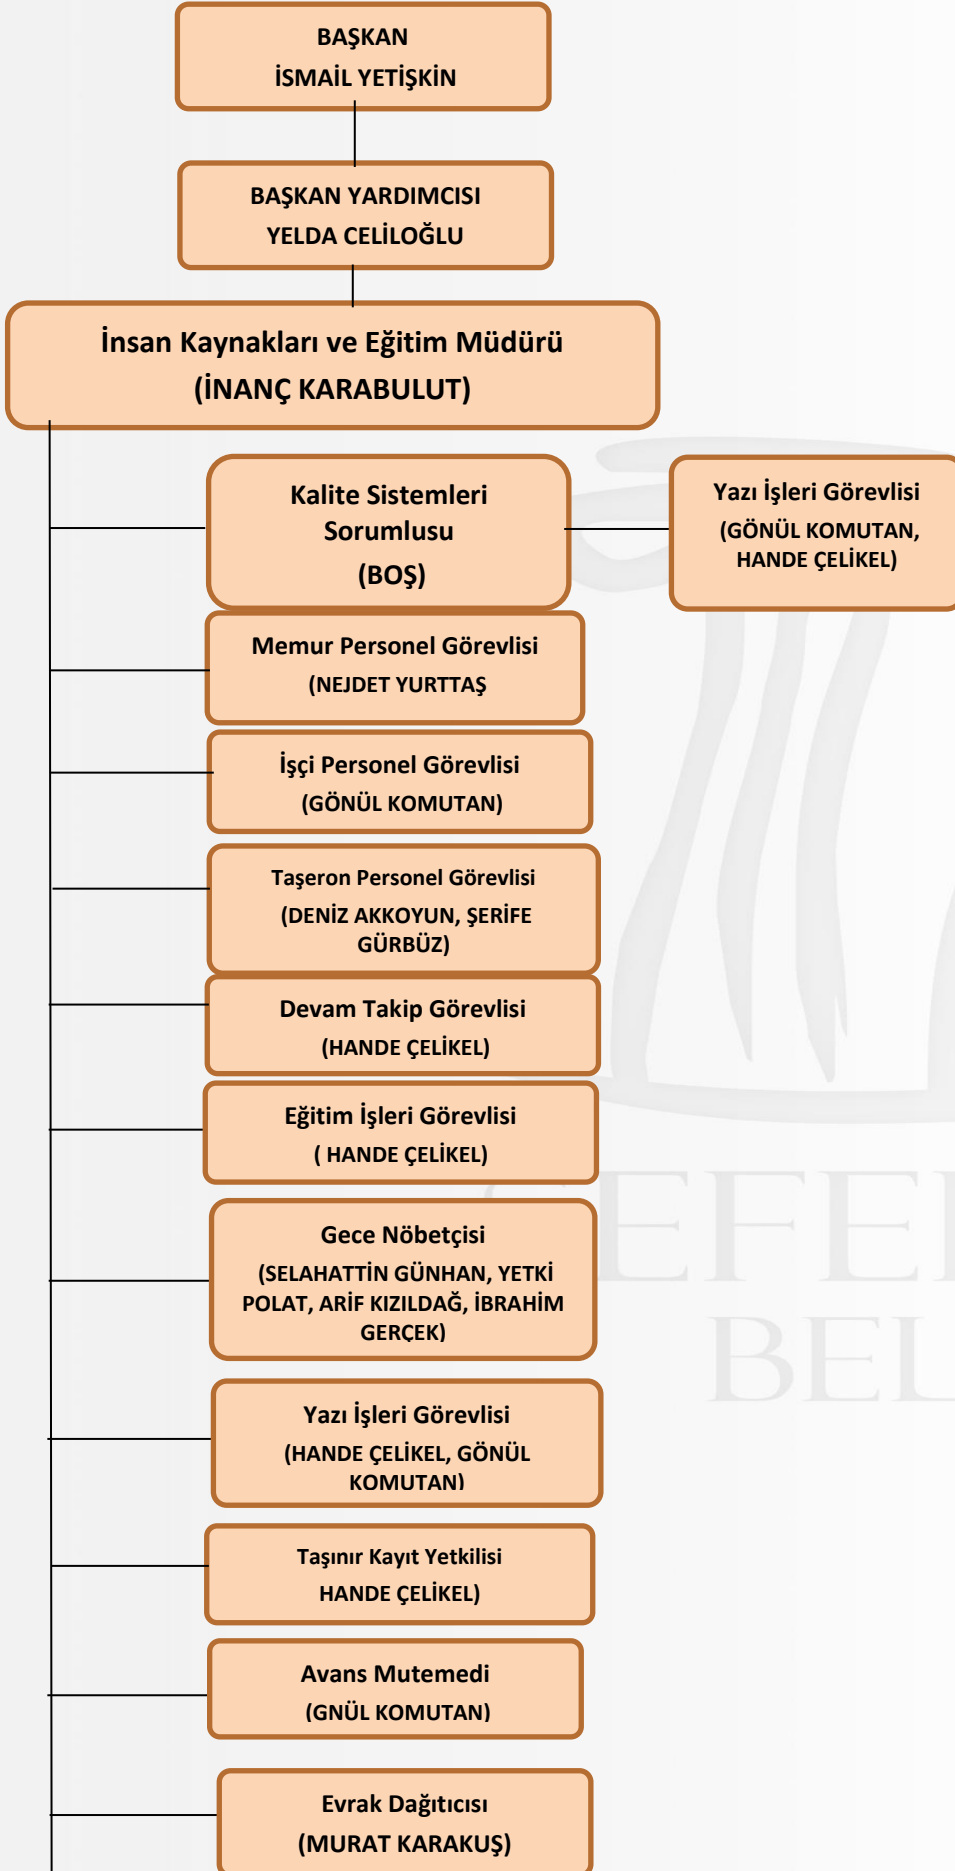 BAŞKAN
İSMAİL YETİŞKİN
BAŞKAN YARDIMCISI
YELDA CELİLOĞLU
İnsan Kaynakları ve Eğitim Müdürü
(İNANÇ KARABULUT)
Kalite Sistemleri
Sorumlusu
(BOŞ)
Yazı İşleri Görevlisi
(GÖNÜL KOMUTAN,
HANDE ÇELİKEL)
Memur Personel Görevlisi
(NEJDET YURTTAŞ
İşçi Personel Görevlisi
(GÖNÜL KOMUTAN)
Taşeron Personel Görevlisi
(DENİZ AKKOYUN, ŞERİFE
GÜRBÜZ)
Devam Takip Görevlisi
(HANDE ÇELİKEL)
Eğitim İşleri Görevlisi
( HANDE ÇELİKEL)
Gece Nöbetçisi
(SELAHATTİN GÜNHAN, YETKİ
POLAT, ARİF KIZILDAĞ, İBRAHİM
GERÇEK)
Yazı İşleri Görevlisi
(HANDE ÇELİKEL, GÖNÜL
KOMUTAN)
Taşınır Kayıt Yetkilisi
HANDE ÇELİKEL)
Avans Mutemedi
(GNÜL KOMUTAN)
Evrak Dağıtıcısı
(MURAT KARAKUŞ)
BEL